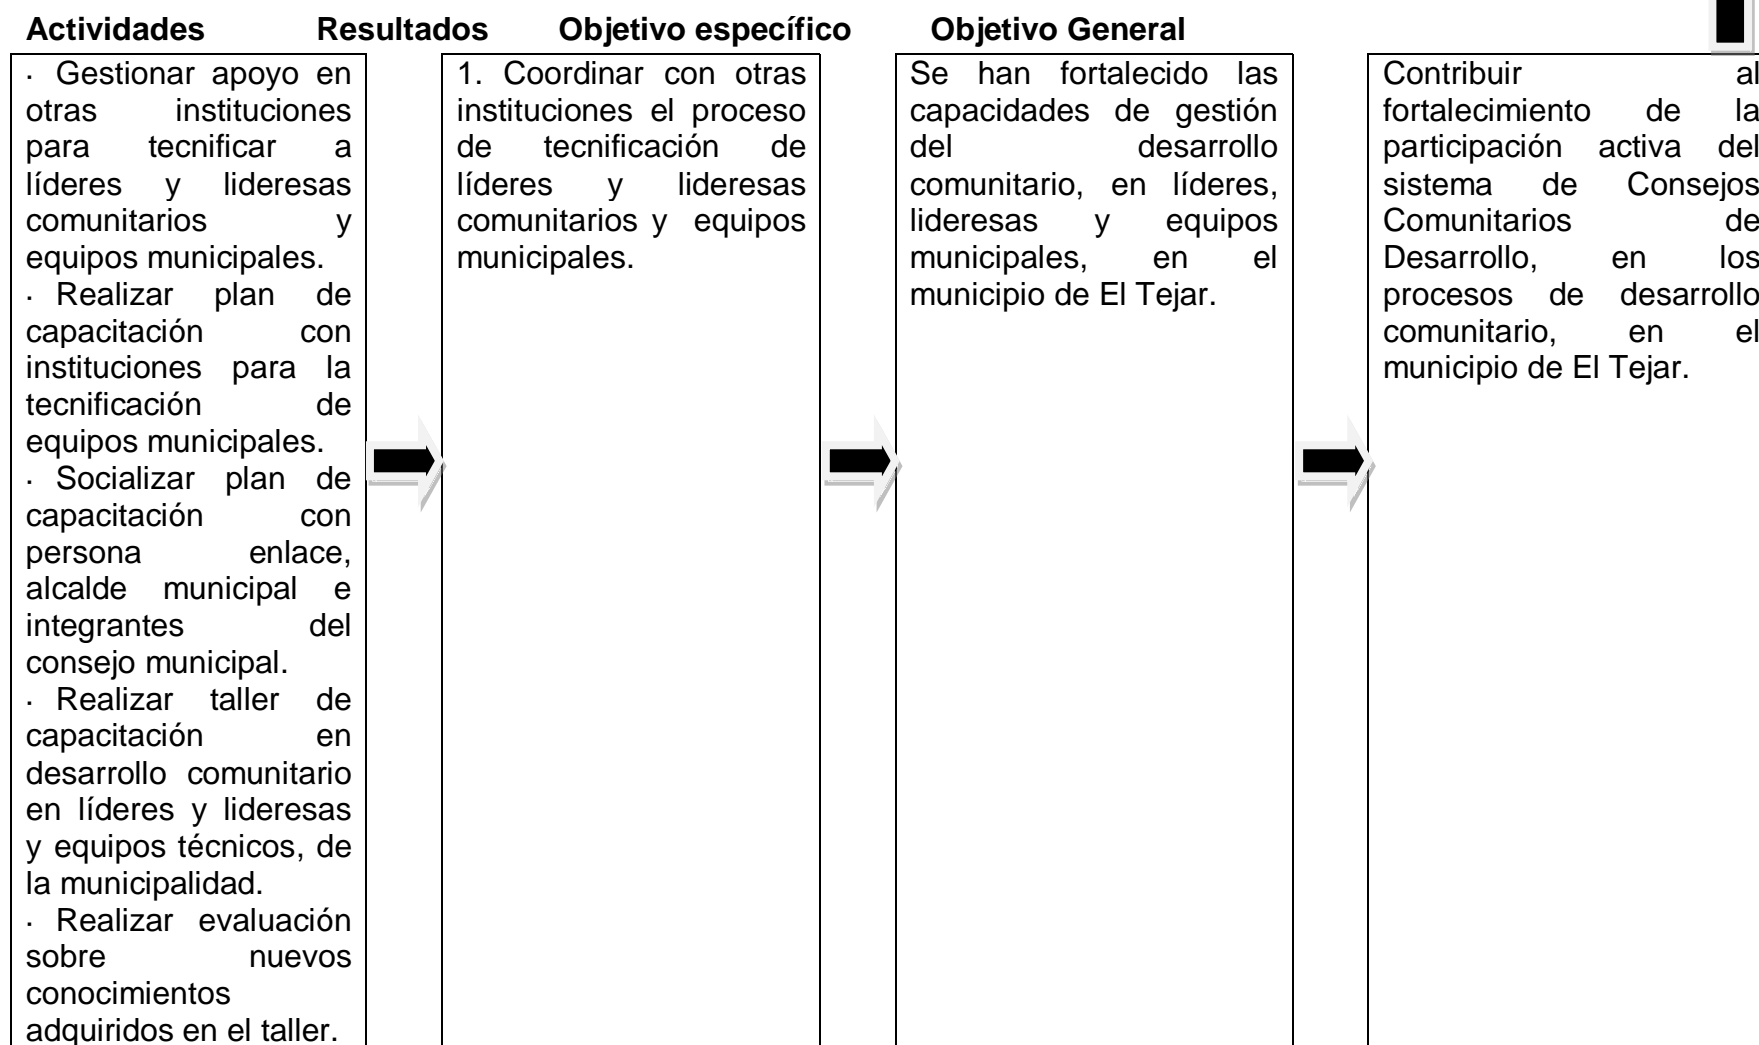 Actividades Resultados Objetivo específico Objetivo General
· Gestionar apoyo en
otras instituciones
para tecnificar a
líderes y lideresas
comunitarios y
equipos municipales.
· Realizar plan de
capacitación con
instituciones para la
tecnificación de
equipos municipales.
· Socializar plan de
capacitación con
persona enlace,
alcalde municipal e
integrantes del
consejo municipal.
· Realizar taller de
capacitación en
desarrollo comunitario
en líderes y lideresas
y equipos técnicos, de
la municipalidad.
· Realizar evaluación
sobre nuevos
conocimientos
adquiridos en el taller.
1. Coordinar con otras
instituciones el proceso
de tecnificación de
líderes y lideresas
comunitarios y equipos
municipales.
Se han fortalecido las
capacidades de gestión
del desarrollo
comunitario, en líderes,
lideresas y equipos
municipales, en el
municipio de El Tejar.
Contribuir al
fortalecimiento de la
participación activa del
sistema de Consejos
Comunitarios de
Desarrollo, en los
procesos de desarrollo
comunitario, en el
municipio de El Tejar.